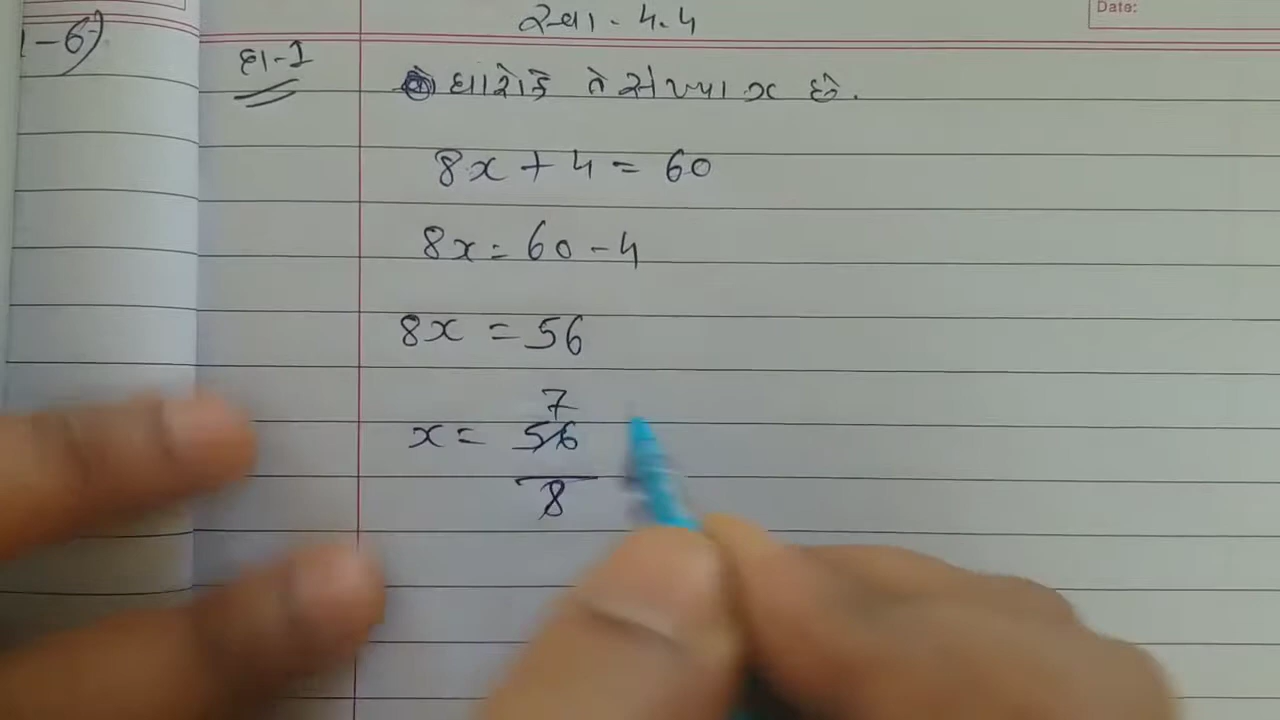 સ્વા. 4.4
Date:
1-6)
દા-1
ધારોકે તે સંખ્યા x છે.
8x + 4 = 60
8x = 60 - 4
8x = 56
7
x = 56
8